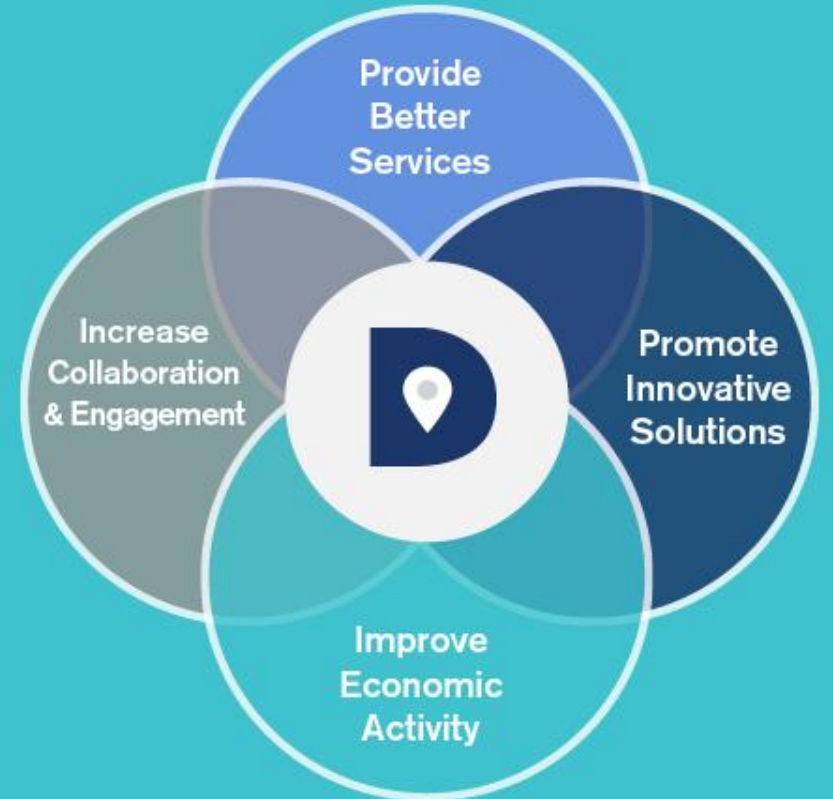 Provide
Better
Services
Increase
Collaboration
& Engagement
D
Promote
Innovative
Solutions
Improve
Economic
Activity